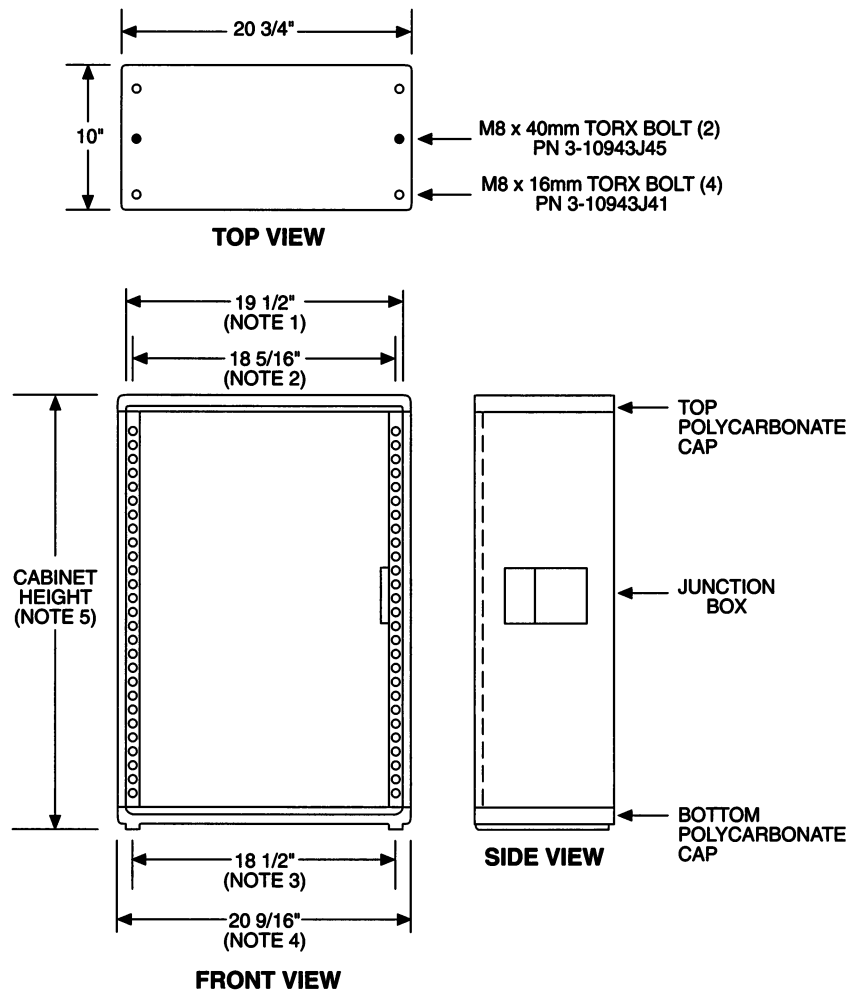 20 3/4"
10"
M8 x 40mm TORX BOLT (2)
PN 3-10943J45
M8 x 16mm TORX BOLT (4)
PN 3-10943J41
TOP VIEW
19 1/2"
(NOTE 1)
18 5/16"
(NOTE 2)
TOP
POLYCARBONATE
CAP
CABINET
HEIGHT
(NOTE 5)
JUNCTION
BOX
BOTTOM
POLYCARBONATE
CAP
SIDE VIEW
18 1/2"
(NOTE 3)
20 9/16"
(NOTE 4)
FRONT VIEW